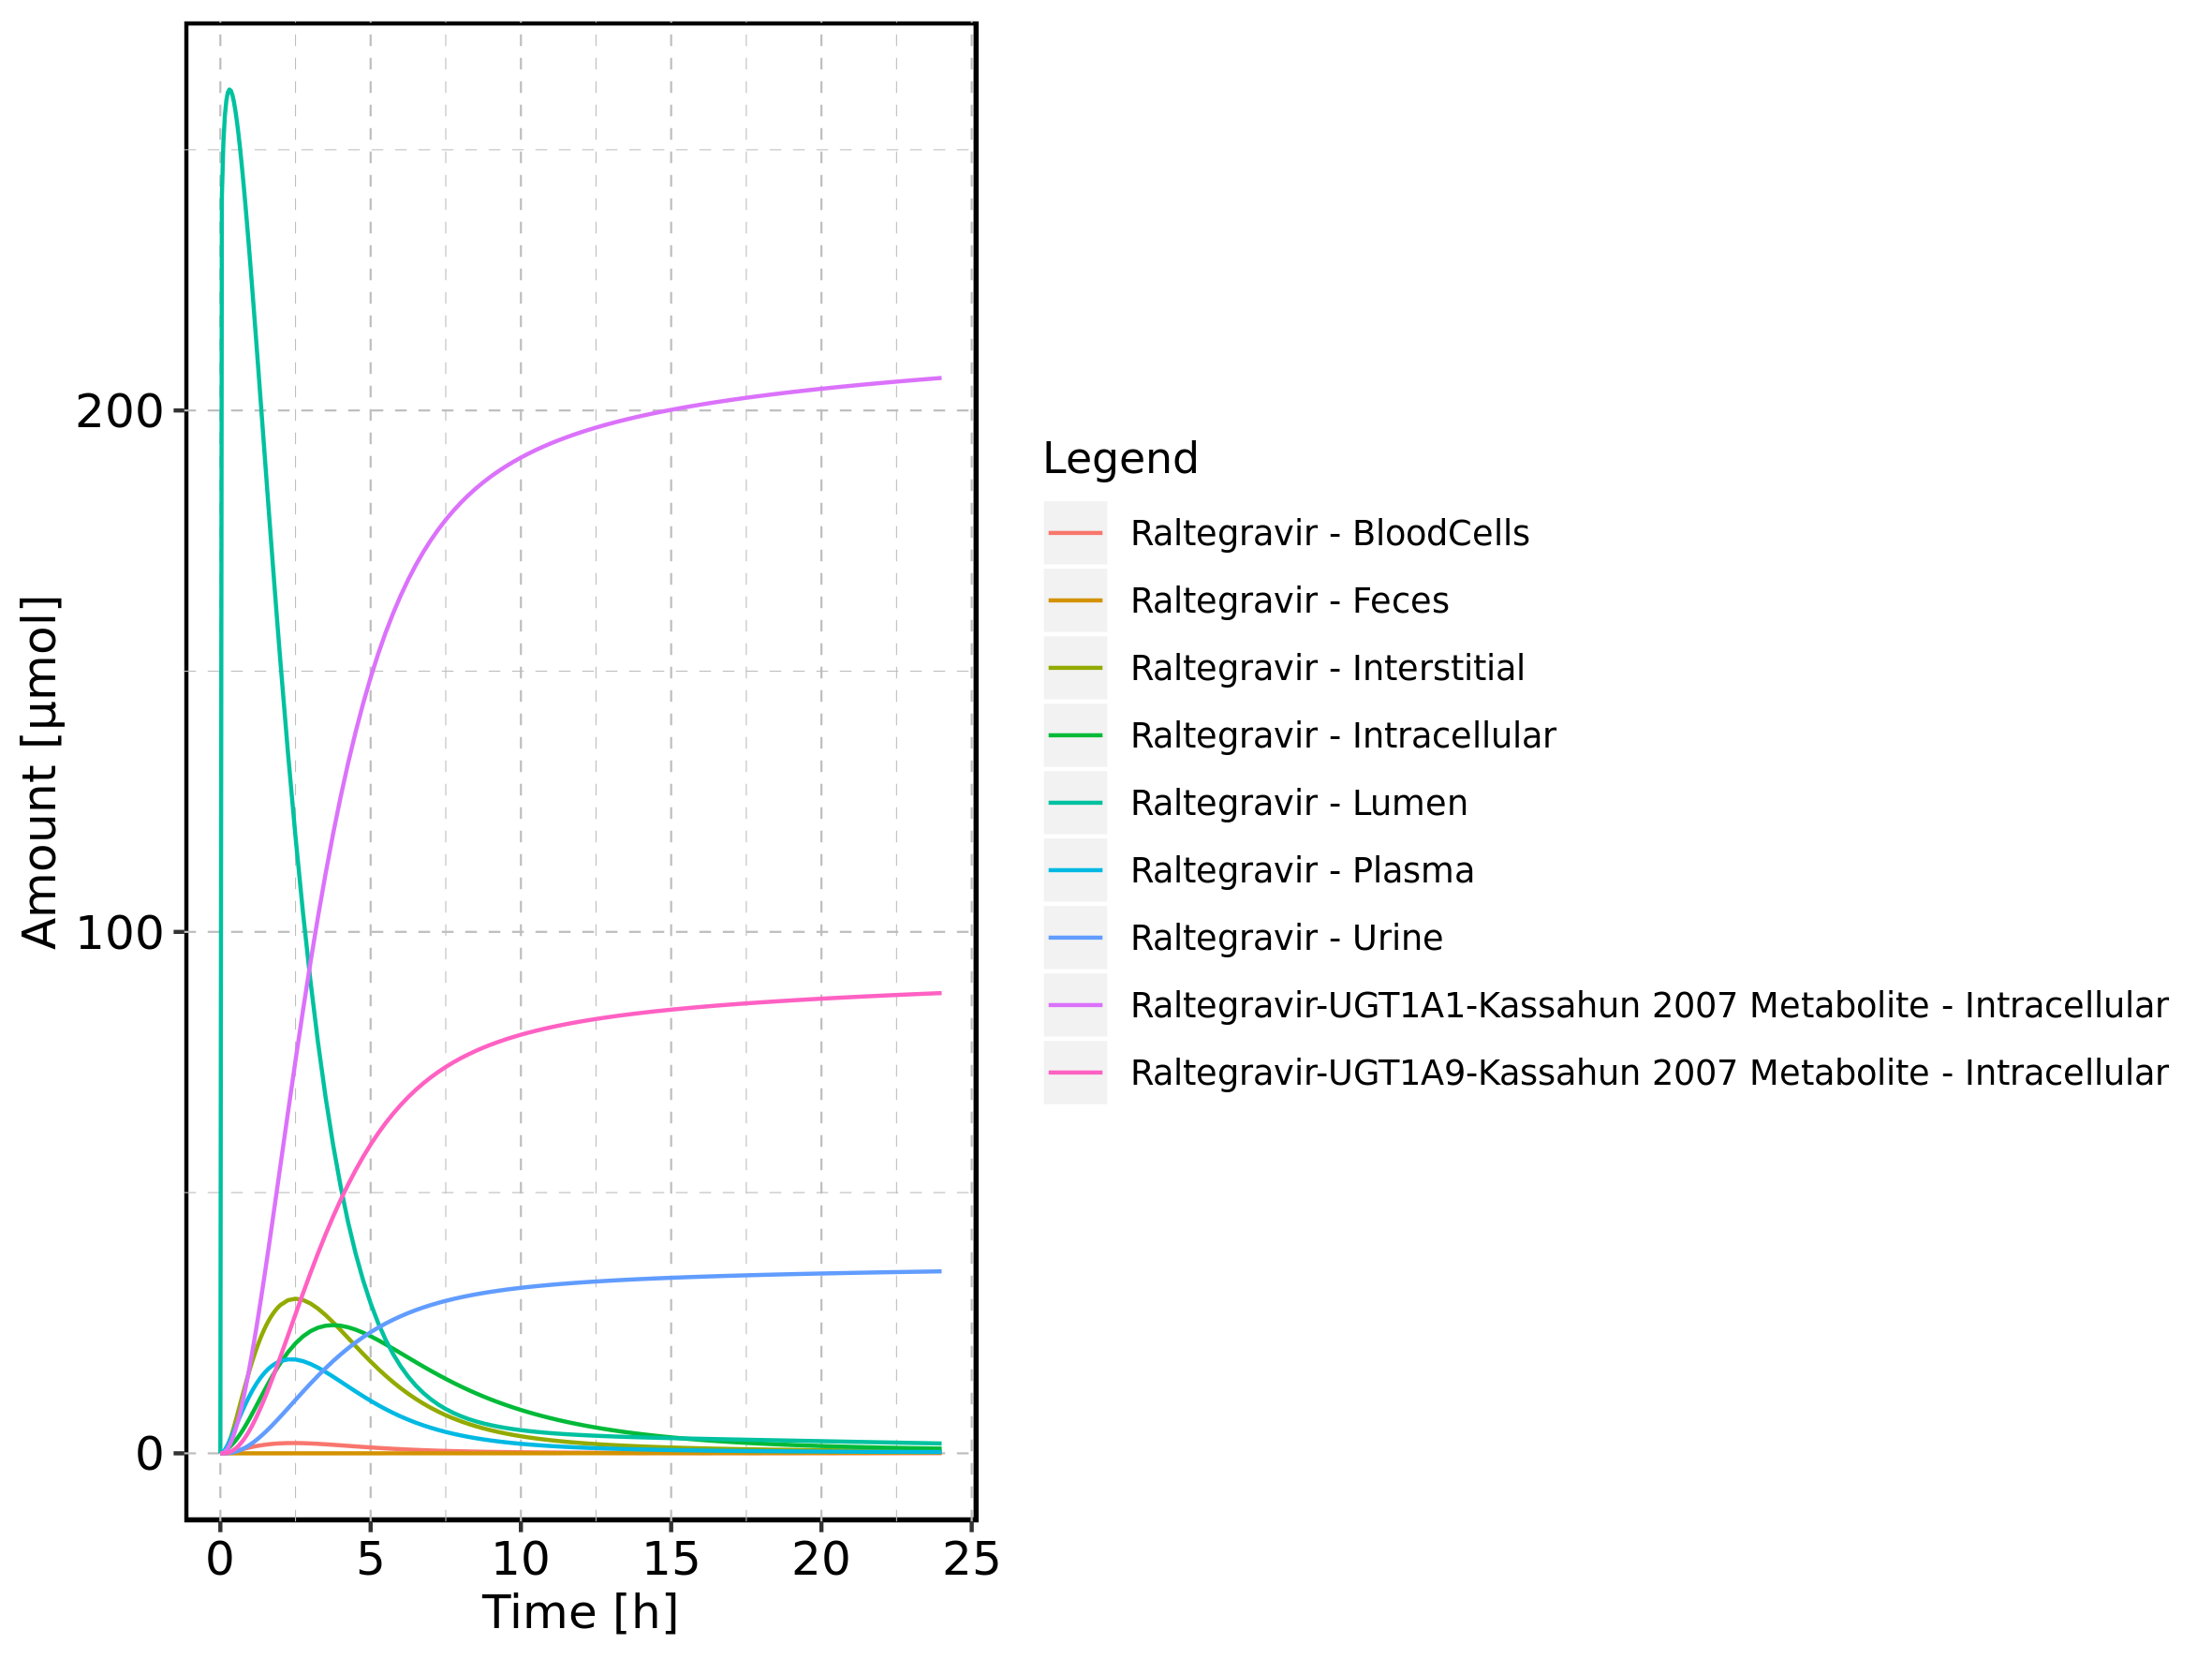 Amount [µmol]
200
100
0
0 5 10 15 20 25
Time [h]
Legend
Raltegravir - BloodCells
Raltegravir - Feces
Raltegravir - Interstitial
Raltegravir - Intracellular
Raltegravir - Lumen
Raltegravir - Plasma
Raltegravir - Urine
Raltegravir-UGT1A1-Kassahun 2007 Metabolite - Intracellular
Raltegravir-UGT1A9-Kassahun 2007 Metabolite - Intracellular